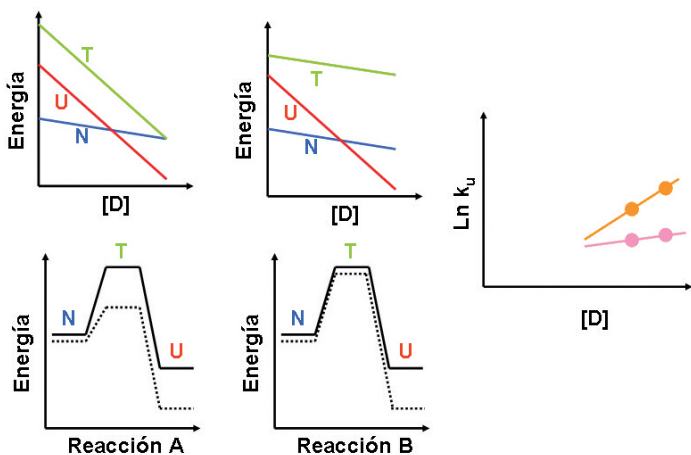 T
U
N
Energía
[D]
T
U
N
Energía
[D]
Ln ku
[D]
T
N
U
Energía
Reacción A
T
N
U
Energía
Reacción B